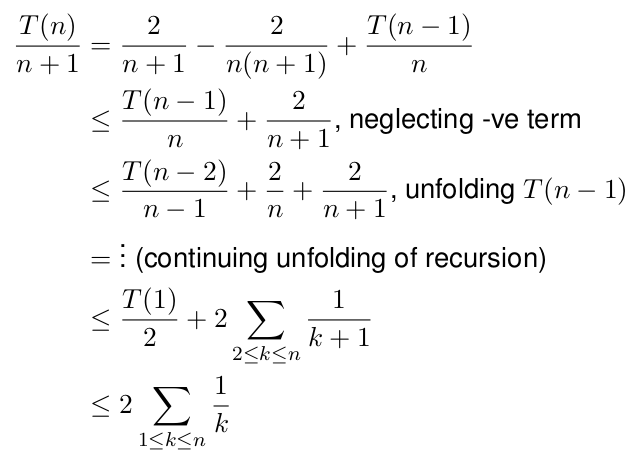 \frac{T(n)}{n+1} = \frac{2}{n+1} - \frac{2}{n(n+1)} + \frac{T(n-1)}{n}
\leq \frac{T(n-1)}{n} + \frac{2}{n+1}, neglecting -ve term
\leq \frac{T(n-2)}{n-1} + \frac{2}{n} + \frac{2}{n+1}, unfolding T(n-1)
= \vdots (continuing unfolding of recursion)
\leq \frac{T(1)}{2} + 2 \sum_{2 \leq k \leq n} \frac{1}{k+1}
\leq 2 \sum_{1 \leq k \leq n} \frac{1}{k}